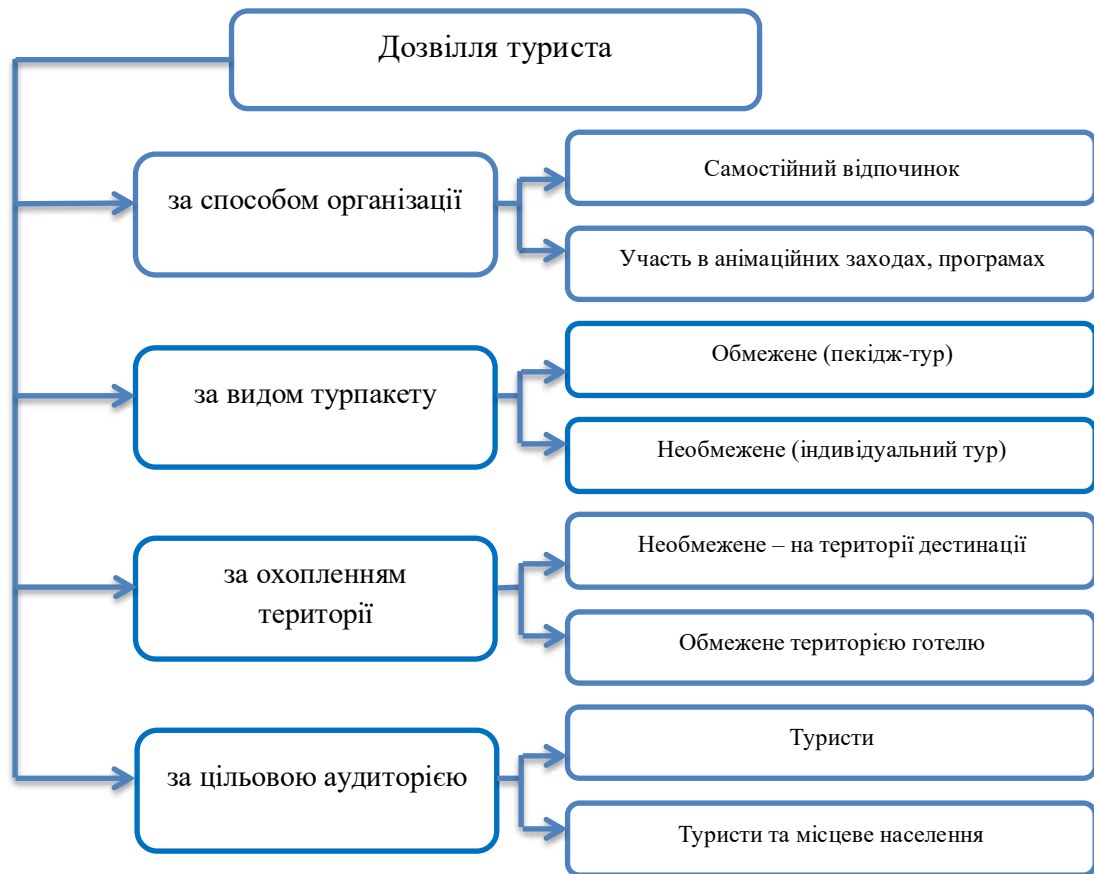 Дозвілля туриста
за способом організації
Самостійний відпочинок
Участь в анімаційних заходах, програмах
за видом турпакету
Обмежене (пекідж-тур)
Необмежене (індивідуальний тур)
за охопленням
території
Необмежене – на території дестинації
Обмежене територією готелю
за цільовою аудиторією
Туристи
Туристи та місцеве населення